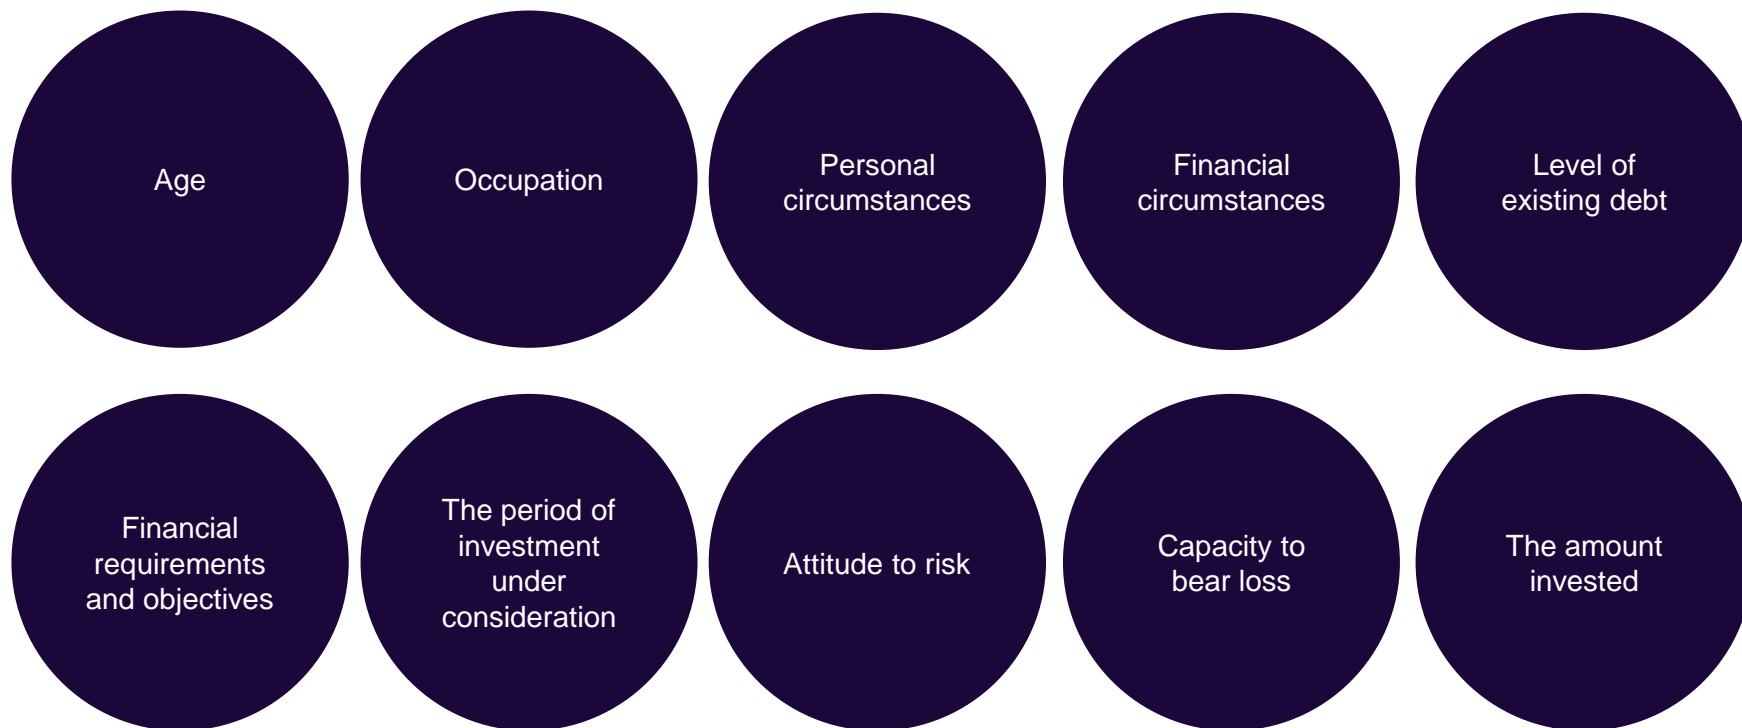 Age
Occupation
Personal
circumstances
Financial
circumstances
Level of
existing debt
Financial
requirements
and objectives
The period of
investment
under
consideration
Attitude to risk
Capacity to
bear loss
The amount
invested